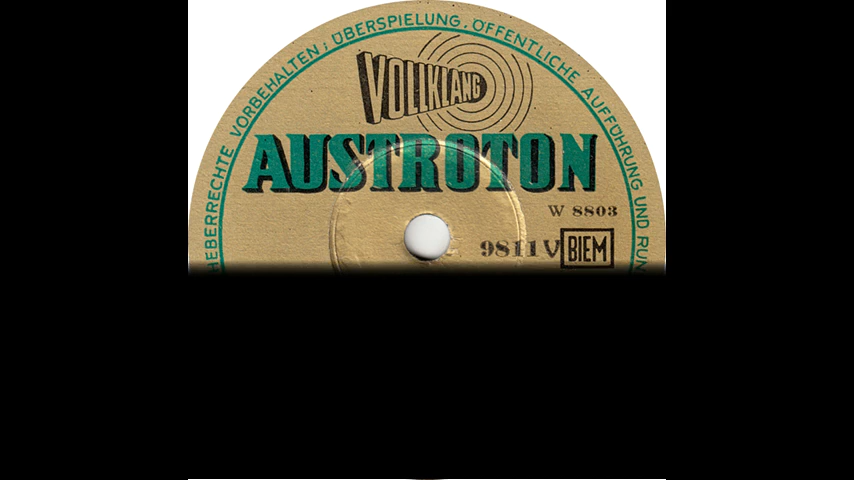 HEBERRECHTE VORBEHALTEN; ÜBERSPIELUNG, ÖFFENTLICHE AUFFÜHRUNG UND RUN
VOLLKLANG
AUSTROTON
W 8803
9811 V BIEM